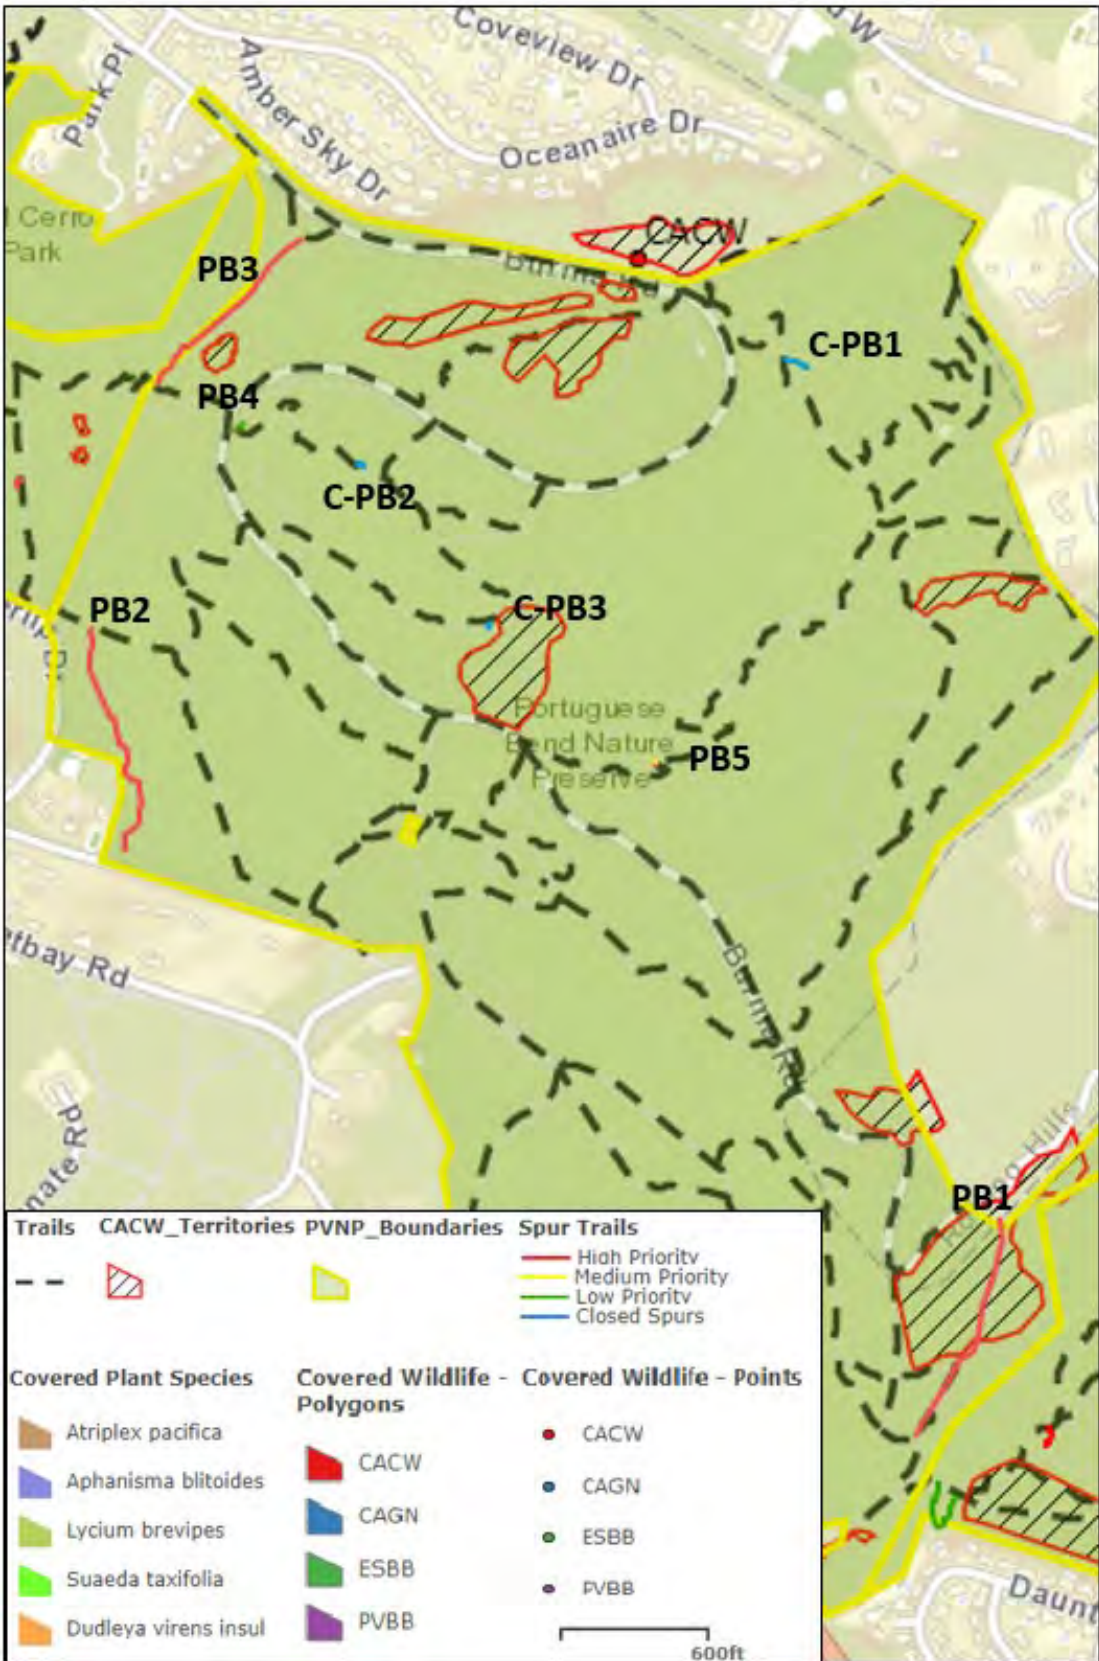 Coveview Dr
Park Pl
Amber Sky Dr
Oceanaire Dr
Cerro
Park
CACW
PB3
C-PB1
PB4
C-PB2
PB2
C-PB3
Portuguese
Bend Nature
Preserve
PB5
Burma Rd
PB1
Hills
Daunt
Trails CACW_Territories PVNP_Boundaries Spur Trails
High Priority
Medium Priority
Low Priority
Closed Spurs
Covered Plant Species
Atriplex pacifica
Aphanisma blitoides
Lycium brevipes
Suaeda taxifolia
Dudleya virens insul
Covered Wildlife -
Polygons
CACW
CAGN
ESBB
PVBB
Covered Wildlife - Points
CACW
CAGN
ESBB
PVBB
600ft